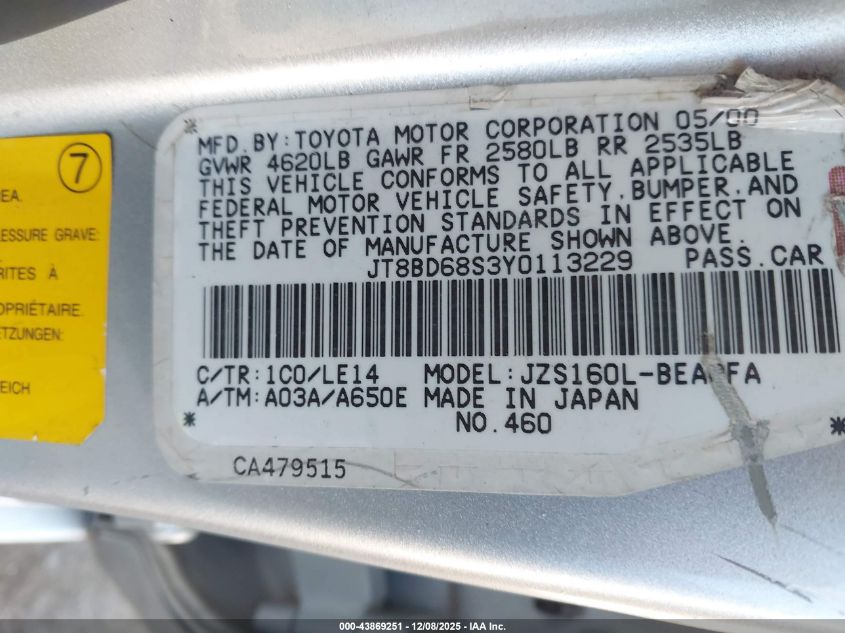 7
EA.
LESSURE GRAVE:
RITES À
OPRIÉTAIRE.
ETZUNGEN:
EICH
MFD.BY:TOYOTA MOTOR CORPORATION 05/00
GVWR 4620LB GAWR FR 2580LB RR 2535LB
THIS VEHICLE CONFORMS TO ALL APPLICABLE
FEDERAL MOTOR VEHICLE SAFETY,BUMPER,AND
THEFT PREVENTION STANDARDS IN EFFECT ON
THE DATE OF MANUFACTURE SHOWN ABOVE.
JT8BD68S3Y0113229 PASS.CAR
C/TR:1C0/LE14 MODEL:JZS160L-
A/TM:A03A/A650E MADE IN JAPAN
NO.460
CA479515
000-43869251 | 12/08/2025 | IAA Inc.